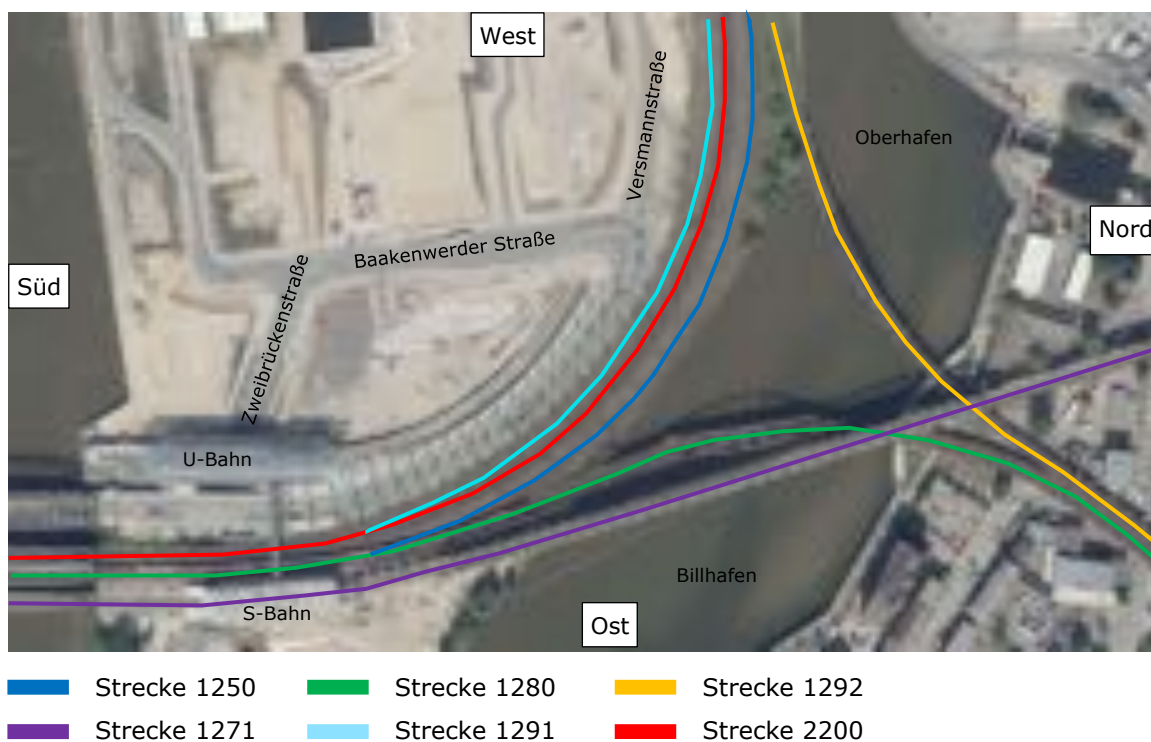 West
Versmannstraße
Oberhafen
Nord
Baakenwerder Straße
Süd
Zweibrückenstraße
U-Bahn
Billhafen
S-Bahn
Ost
Strecke 1250
Strecke 1280
Strecke 1292
Strecke 1271
Strecke 1291
Strecke 2200